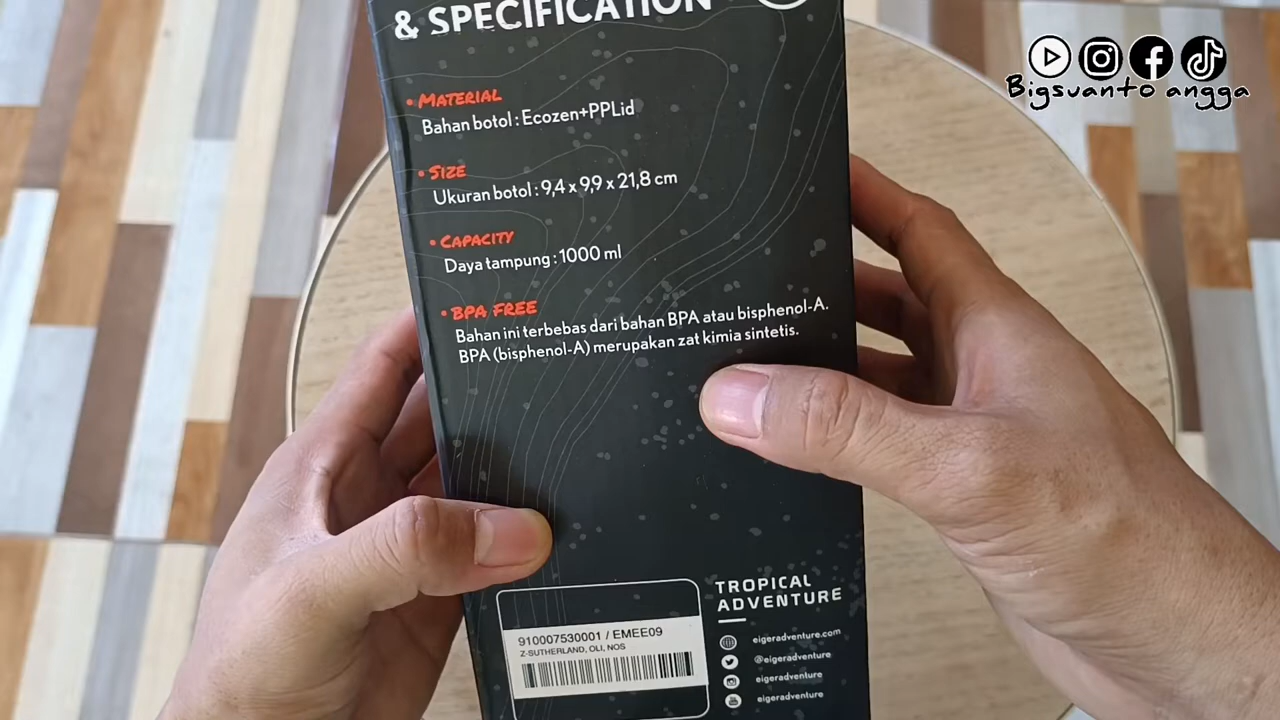 & SPECIFICATION
• MATERIAL
Bahan botol : Ecozen+PPLid
• SIZE
Ukuran botol : 9,4 x 9,9 x 21,8 cm
• CAPACITY
Daya tampung : 1000 ml
• BPA FREE
Bahan ini terbebas dari bahan BPA atau bisphenol-A.
BPA (bisphenol-A) merupakan zat kimia sintetis.
910007530001 / EMEE09
Z-SUTHERLAND, OLI, NOS
TROPICAL
ADVENTURE
eigeradventure.com
@eigeradventure
eigeradventure
eigeradventure
Bigsuanto angga